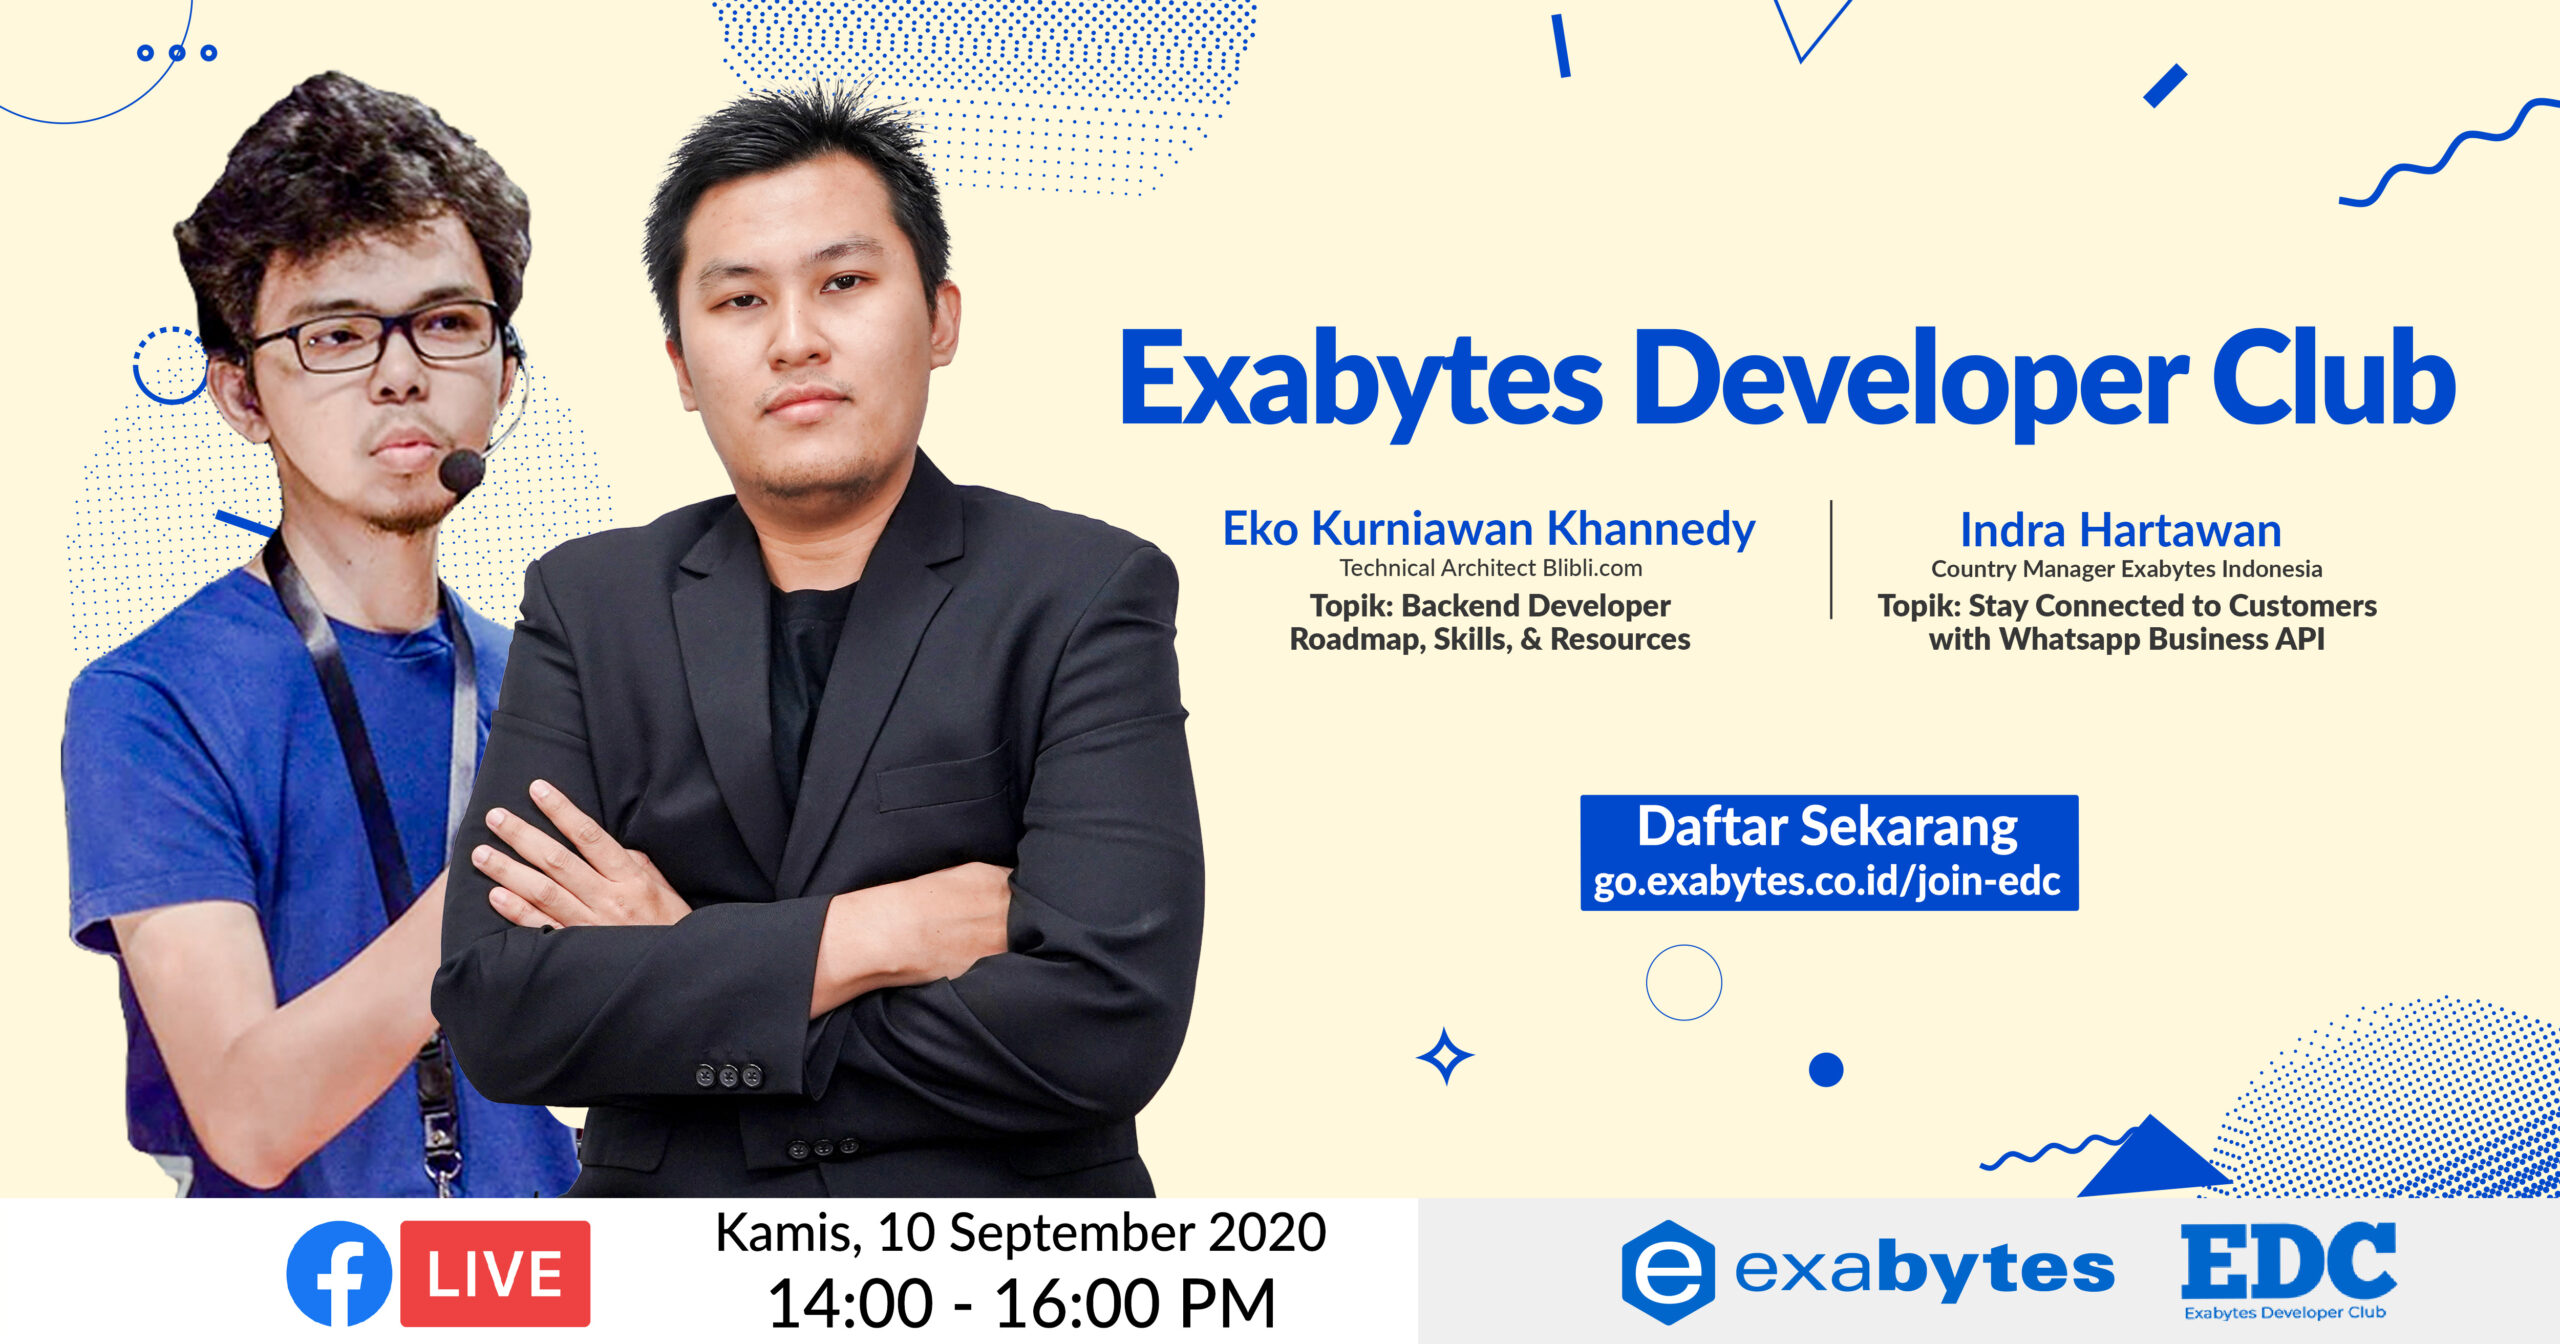 Exabytes Developer Club
Eko Kurniawan Khannedy
Technical Architect Blibli.com
Topik: Backend Developer
Roadmap, Skills, & Resources
Indra Hartawan
Country Manager Exabytes Indonesia
Topik: Stay Connected to Customers
with Whatsapp Business API
Daftar Sekarang
go.exabytes.co.id/join-edc
f LIVE
Kamis, 10 September 2020
14:00 - 16:00 PM
e exabytes
EDC
Exabytes Developer Club